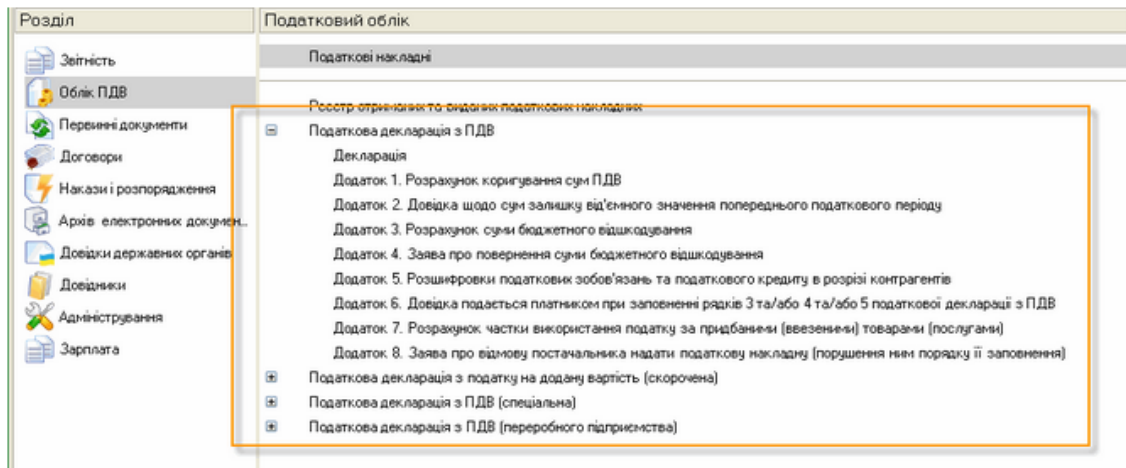 Розділ
Податковий облік
Звітність
Облік ПДВ
Первинні документи
Договори
Накази і розпорядження
Архів електронних докумен..
Довідки державних органів
Довідники
Адміністрування
Зарплата
Податкові накладні
Реєстр отриманих та виданих податкових накладних
Податкова декларація з ПДВ
Декларація
Додаток 1. Розрахунок коригування сум ПДВ
Додаток 2. Довідка щодо сум залишку від'ємного значення попереднього податкового періоду
Додаток 3. Розрахунок суми бюджетного відшкодування
Додаток 4. Заява про повернення суми бюджетного відшкодування
Додаток 5. Розшифровки податкових зобов'язань та податкового кредиту в розрізі контрагентів
Додаток 6. Довідка подається платником при заповненні рядків 3 та/або 4 та/або 5 податкової декларації з ПДВ
Додаток 7. Розрахунок частки використання податку за придбаними (ввезеними) товарами (послугами)
Додаток 8. Заява про відмову постачальника надати податкову накладну (порушення ним порядку її заповнення)
Податкова декларація з податку на додану вартість (скорочена)
Податкова декларація з ПДВ (спеціальна)
Податкова декларація з ПДВ (переробного підприємства)